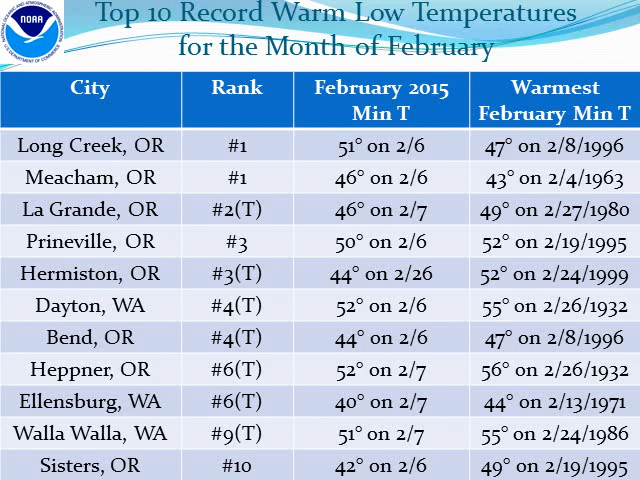 NOAA
Top 10 Record Warm Low Temperatures
for the Month of February
City Rank February 2015 Min T Warmest February Min T
Long Creek, OR #1 51° on 2/6 47° on 2/8/1996
Meacham, OR #1 46° on 2/6 43° on 2/4/1963
La Grande, OR #2(T) 46° on 2/7 49° on 2/27/1980
Prineville, OR #3 50° on 2/6 52° on 2/19/1995
Hermiston, OR #3(T) 44° on 2/26 52° on 2/24/1999
Dayton, WA #4(T) 52° on 2/6 55° on 2/26/1932
Bend, OR #4(T) 44° on 2/6 47° on 2/8/1996
Heppner, OR #6(T) 52° on 2/7 56° on 2/26/1932
Ellensburg, WA #6(T) 40° on 2/7 44° on 2/13/1971
Walla Walla, WA #9(T) 51° on 2/7 55° on 2/24/1986
Sisters, OR #10 42° on 2/6 49° on 2/19/1995